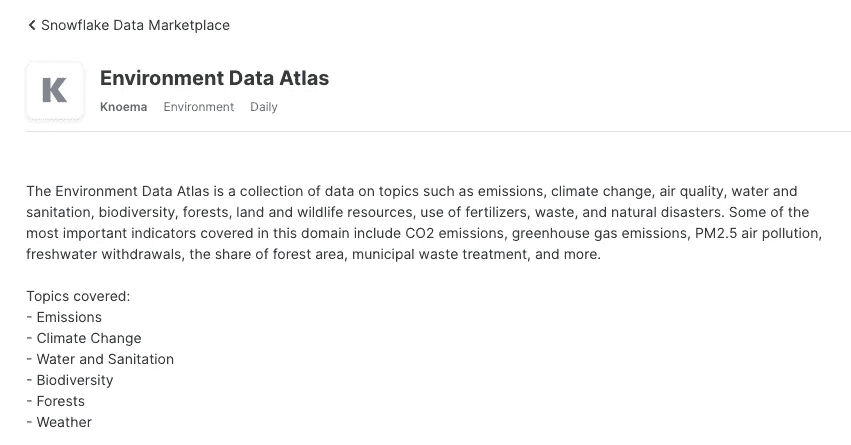 Snowflake Data Marketplace
K
Environment Data Atlas
Knoema Environment Daily
The Environment Data Atlas is a collection of data on topics such as emissions, climate change, air quality, water and
sanitation, biodiversity, forests, land and wildlife resources, use of fertilizers, waste, and natural disasters. Some of the
most important indicators covered in this domain include CO2 emissions, greenhouse gas emissions, PM2.5 air pollution,
freshwater withdrawals, the share of forest area, municipal waste treatment, and more.
Topics covered:
- Emissions
- Climate Change
- Water and Sanitation
- Biodiversity
- Forests
- Weather